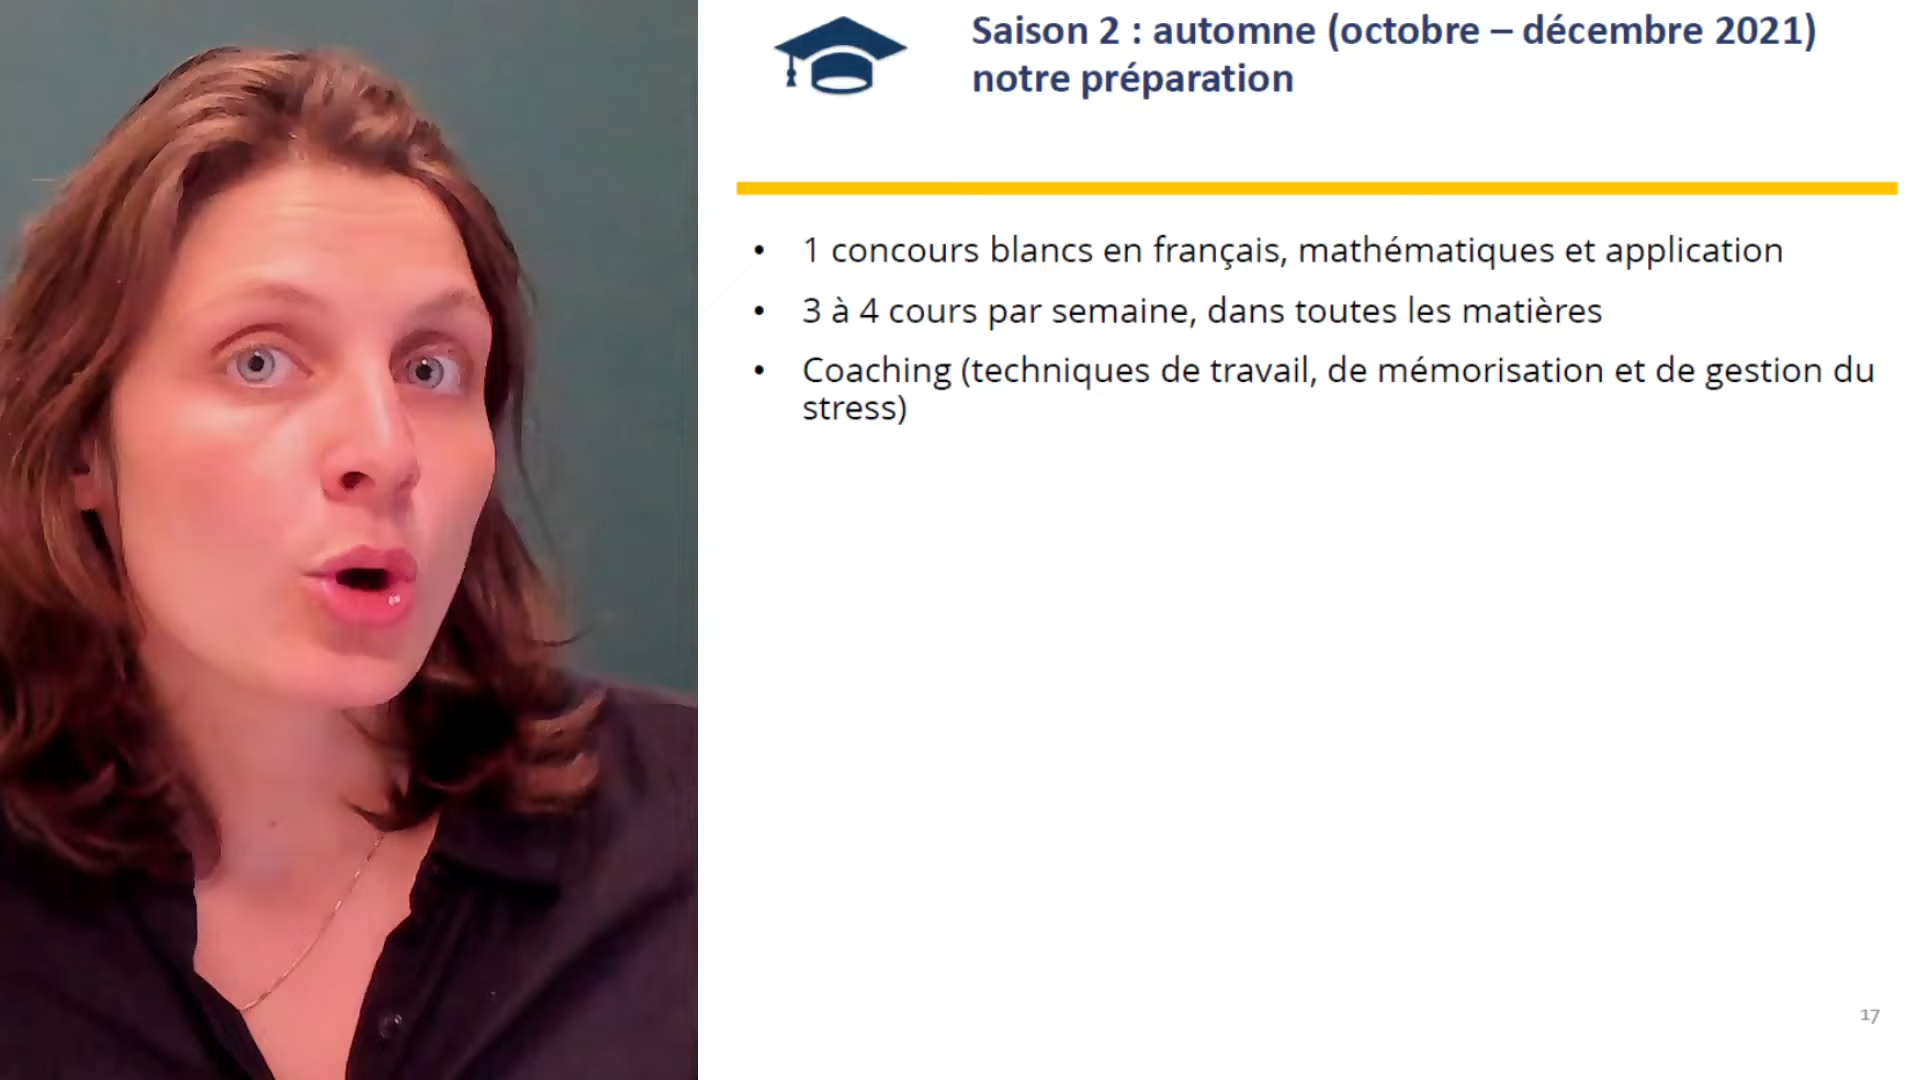 Saison 2 : automne (octobre – décembre 2021)
notre préparation
• 1 concours blancs en français, mathématiques et application
• 3 à 4 cours par semaine, dans toutes les matières
• Coaching (techniques de travail, de mémorisation et de gestion du
stress)
17